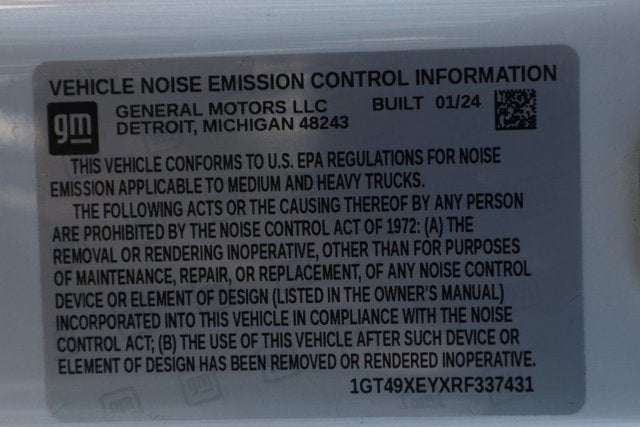 VEHICLE NOISE EMISSION CONTROL INFORMATION
gm GENERAL MOTORS LLC BUILT 01/24
DETROIT, MICHIGAN 48243
THIS VEHICLE CONFORMS TO U.S. EPA REGULATIONS FOR NOISE
EMISSION APPLICABLE TO MEDIUM AND HEAVY TRUCKS.
THE FOLLOWING ACTS OR THE CAUSING THEREOF BY ANY PERSON
ARE PROHIBITED BY THE NOISE CONTROL ACT OF 1972: (A) THE
REMOVAL OR RENDERING INOPERATIVE, OTHER THAN FOR PURPOSES
OF MAINTENANCE, REPAIR, OR REPLACEMENT, OF ANY NOISE CONTROL
DEVICE OR ELEMENT OF DESIGN (LISTED IN THE OWNER'S MANUAL)
INCORPORATED INTO THIS VEHICLE IN COMPLIANCE WITH THE NOISE
CONTROL ACT; (B) THE USE OF THIS VEHICLE AFTER SUCH DEVICE OR
ELEMENT OF DESIGN HAS BEEN REMOVED OR RENDERED INOPERATIVE.
1GT49XEYXRF337431